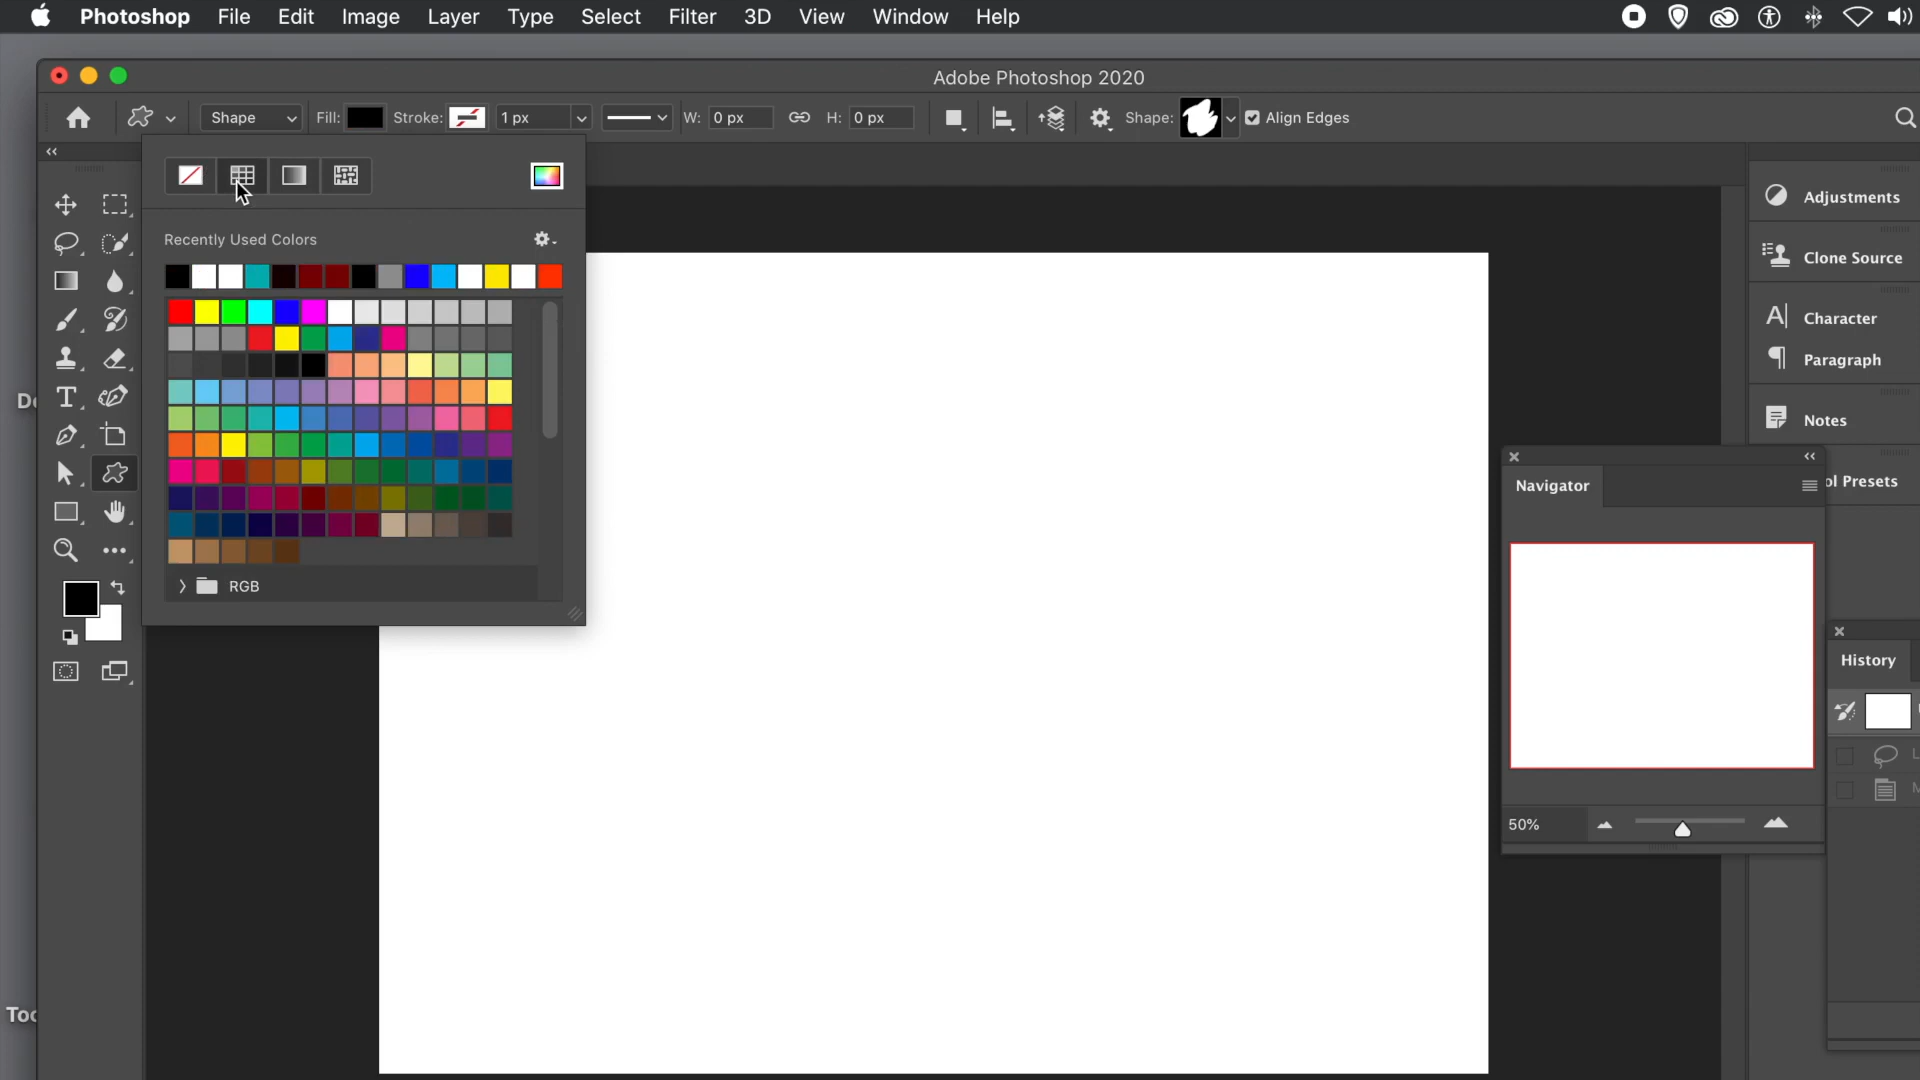 Photoshop File Edit Image Layer Type Select Filter 3D View Window Help
Adobe Photoshop 2020
Shape Fill: Stroke: 1 px W: 0 px H: 0 px Shape: Align Edges
Recently Used Colors
RGB
Adjustments
Clone Source
Character
Paragraph
Notes
ol Presets
Navigator
50%
History
Too